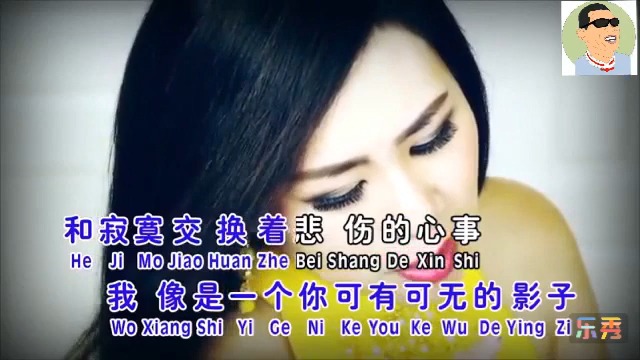 和寂寞交换着悲伤的心事
He Ji Mo Jiao Huan Zhe Bei Shang De Xin Shi
我像是一个你可有可无的影子
Wo Xiang Shi Yi Ge Ni Ke You Ke Wu De Ying Zi
乐秀